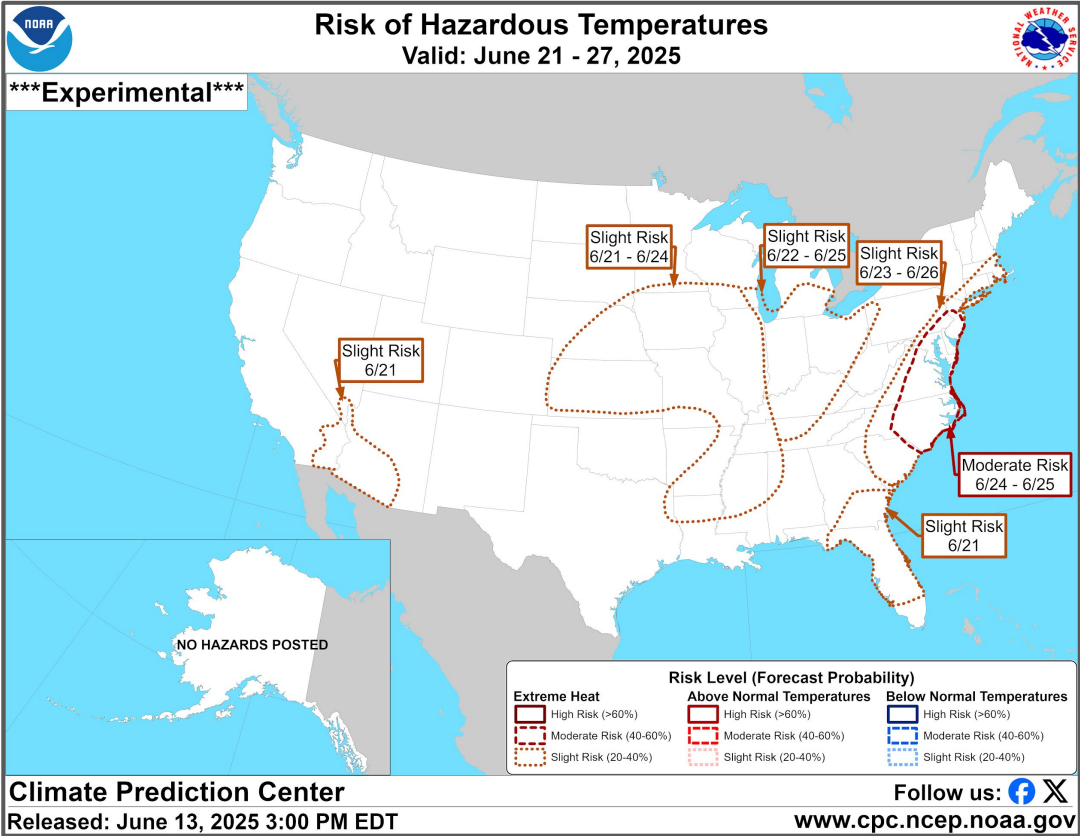 NOAA
Risk of Hazardous Temperatures
Valid: June 21 - 27, 2025
NATIONAL WEATHER SERVICE
***Experimental***
Slight Risk
6/21 - 6/24
Slight Risk
6/22 - 6/25
Slight Risk
6/23 - 6/26
Slight Risk
6/21
Moderate Risk
6/24 - 6/25
Slight Risk
6/21
NO HAZARDS POSTED
Risk Level (Forecast Probability)
Extreme Heat
High Risk (>60%)
Moderate Risk (40-60%)
Slight Risk (20-40%)
Above Normal Temperatures
High Risk (>60%)
Moderate Risk (40-60%)
Slight Risk (20-40%)
Below Normal Temperatures
High Risk (>60%)
Moderate Risk (40-60%)
Slight Risk (20-40%)
Climate Prediction Center
Follow us:
Released: June 13, 2025 3:00 PM EDT
www.cpc.ncep.noaa.gov